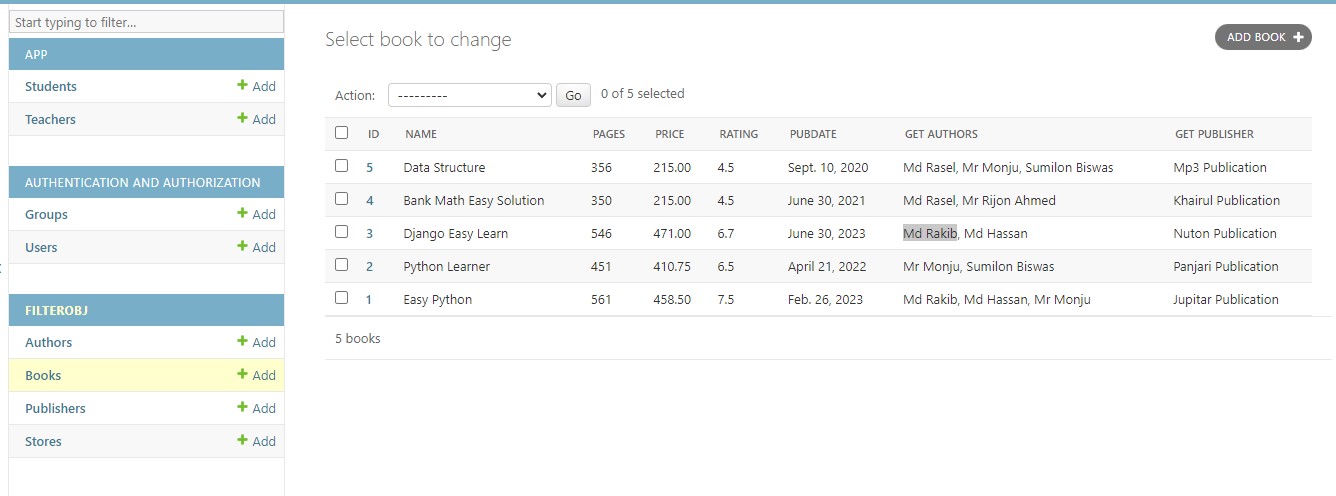 Start typing to filter...
APP
Students + Add
Teachers + Add
AUTHENTICATION AND AUTHORIZATION
Groups + Add
Users + Add
FILTEROBJ
Authors + Add
Books + Add
Publishers + Add
Stores + Add
Select book to change
ADD BOOK +
Action: --------- Go 0 of 5 selected
ID NAME PAGES PRICE RATING PUBDATE GET AUTHORS GET PUBLISHER
5 Data Structure 356 215.00 4.5 Sept. 10, 2020 Md Rasel, Mr Monju, Sumilon Biswas Mp3 Publication
4 Bank Math Easy Solution 350 215.00 4.5 June 30, 2021 Md Rasel, Mr Rijon Ahmed Khairul Publication
3 Django Easy Learn 546 471.00 6.7 June 30, 2023 Md Rakib, Md Hassan Nuton Publication
2 Python Learner 451 410.75 6.5 April 21, 2022 Mr Monju, Sumilon Biswas Panjari Publication
1 Easy Python 561 458.50 7.5 Feb. 26, 2023 Md Rakib, Md Hassan, Mr Monju Jupitar Publication
5 books